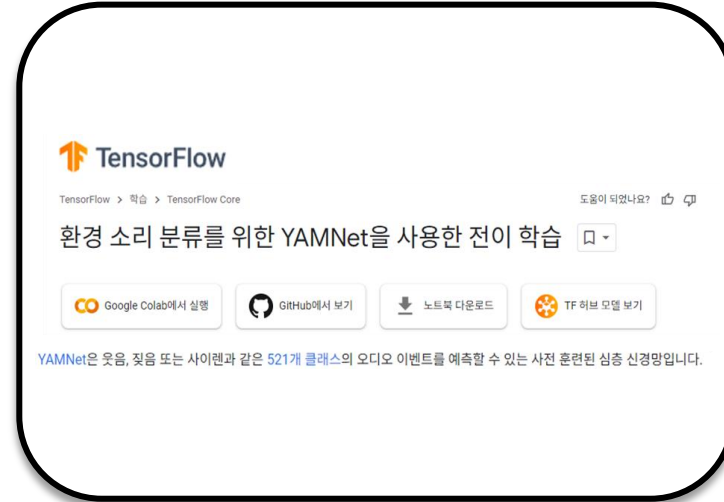 TensorFlow
TensorFlow > 학습 > TensorFlow Core
도움이 되었나요?
환경 소리 분류를 위한 YAMNet을 사용한 전이 학습
Google Colab에서 실행
GitHub에서 보기
노트북 다운로드
TF 허브 모델 보기
YAMNet은 웃음, 짖음 또는 사이렌과 같은 521개 클래스의 오디오 이벤트를 예측할 수 있는 사전 훈련된 심층 신경망입니다.